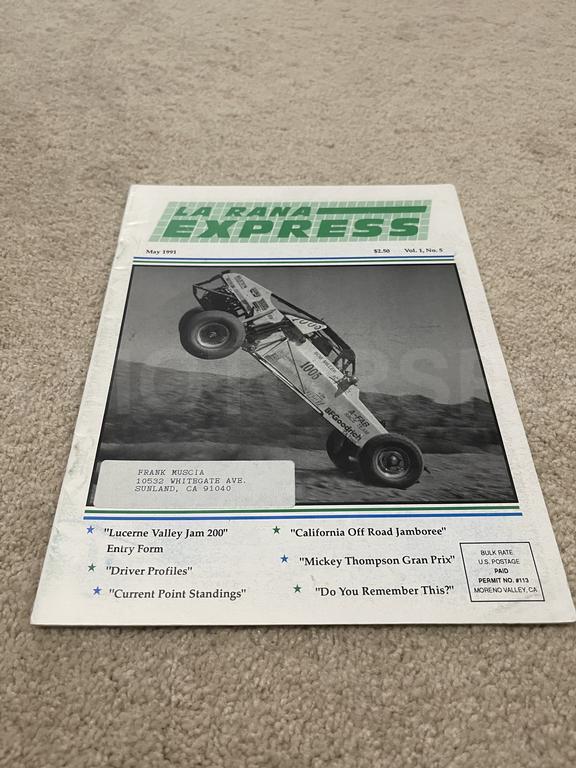 LA RANA
EXPRESS
May 1991 $2.50 Vol. 1, No. 5
1005
1005
BFGoodrich
FRANK MUSCIA
10532 WHITEGATE AVE.
SUNLAND, CA 91040
"Lucerne Valley Jam 200"
Entry Form
"Driver Profiles"
"Current Point Standings"
"California Off Road Jamboree"
"Mickey Thompson Gran Prix"
"Do You Remember This?"
BULK RATE
U.S. POSTAGE
PAID
PERMIT NO. #113
MORENO VALLEY, CA